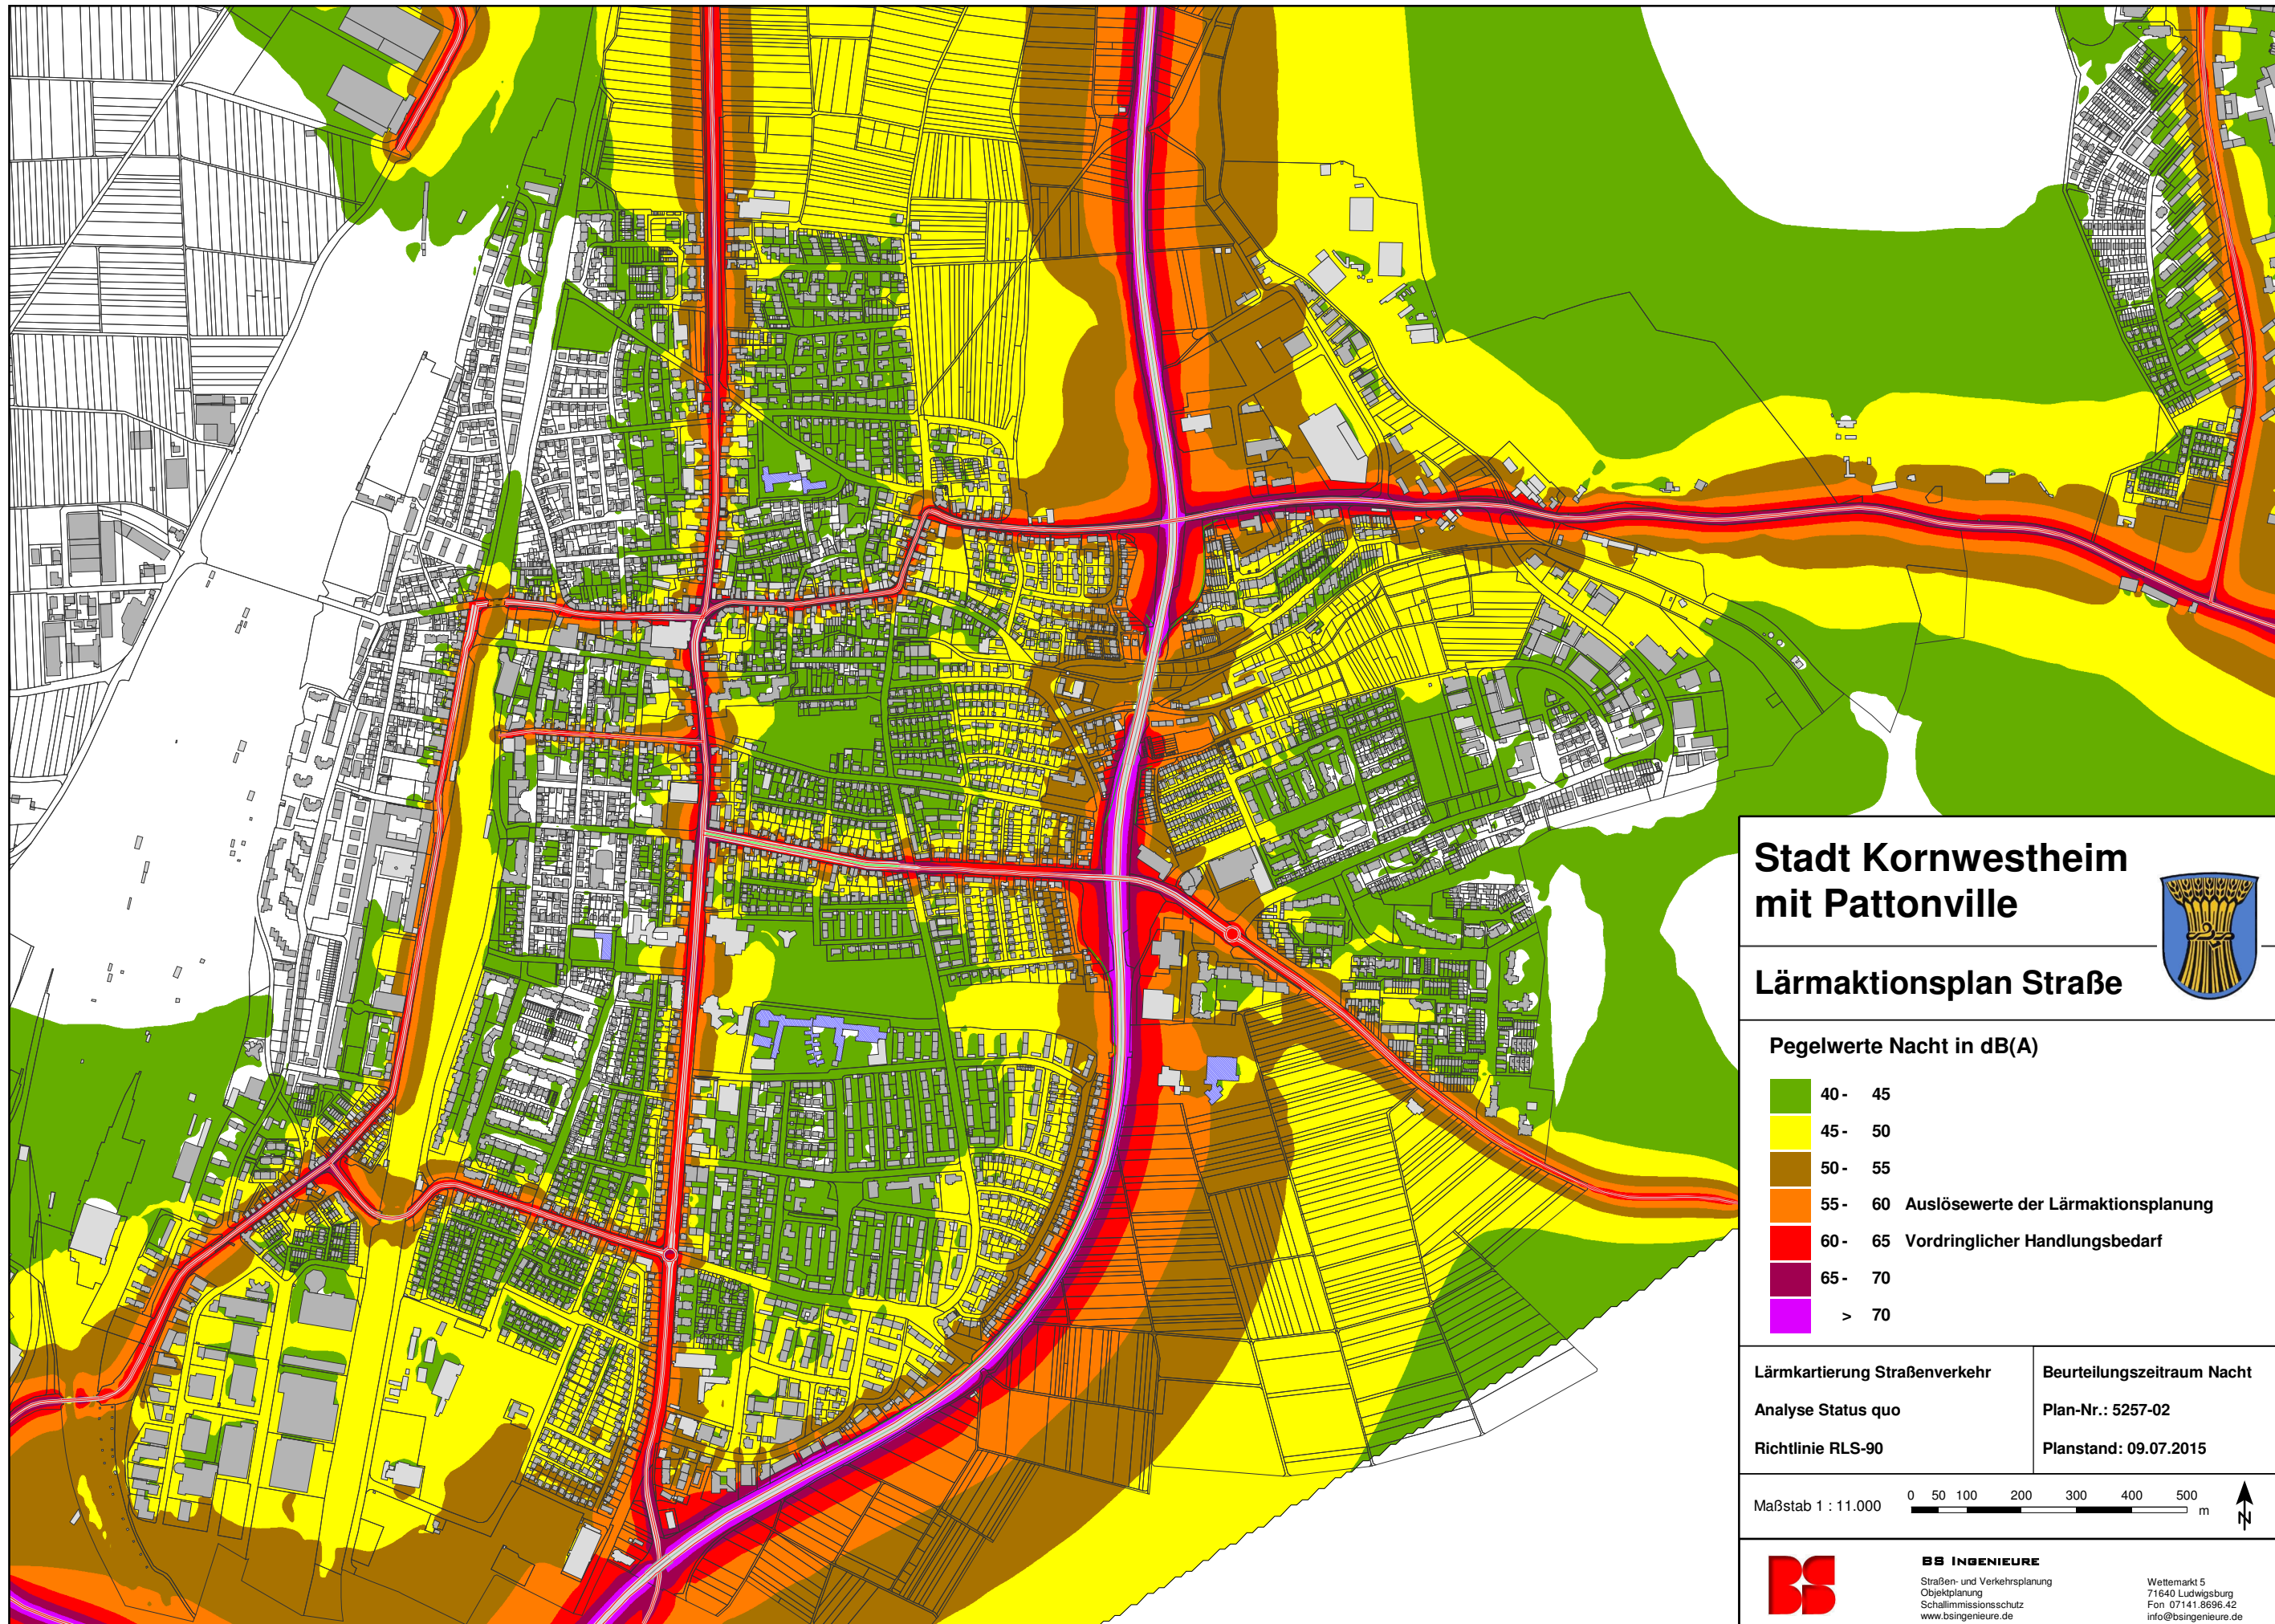 Stadt Kornwestheim
mit Pattonville
Lärmaktionsplan Straße
Pegelwerte Nacht in dB(A)
40 - 45
45 - 50
50 - 55
55 - 60 Auslösewerte der Lärmaktionsplanung
60 - 65 Vordringlicher Handlungsbedarf
65 - 70
> 70
Lärmkartierung Straßenverkehr
Analyse Status quo
Richtlinie RLS-90
Beurteilungszeitraum Nacht
Plan-Nr.: 5257-02
Planstand: 09.07.2015
Maßstab 1 : 11.000
0 50 100 200 300 400 500
m
N
BS
BS INGENIEURE
Straßen- und Verkehrsplanung
Objektplanung
Schallimmissionsschutz
www.bsingenieure.de
Wettemarkt 5
71640 Ludwigsburg
Fon 07141.8696.42
info@bsingenieure.de